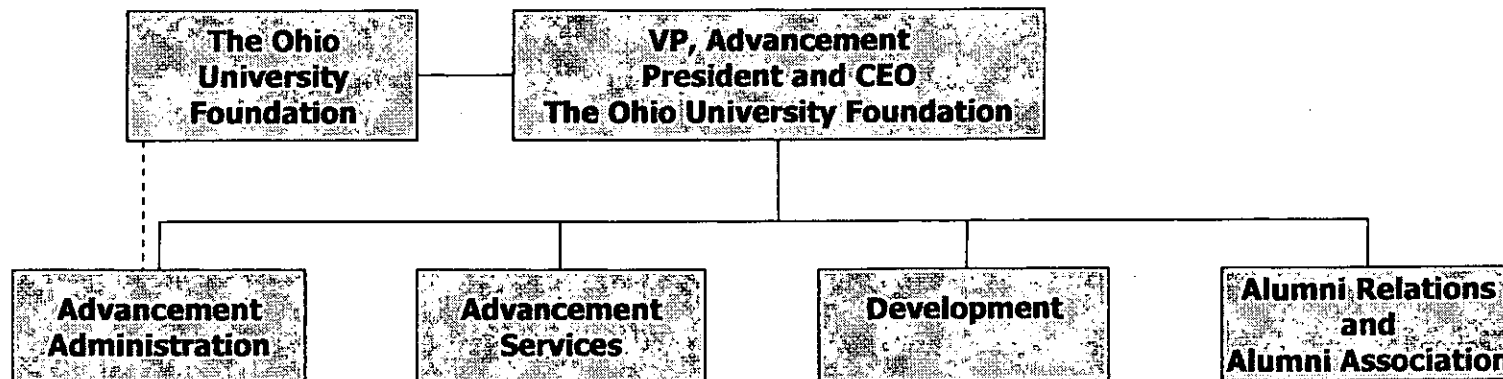 The Ohio
University
Foundation
VP, Advancement
President and CEO
The Ohio University Foundation
Advancement
Administration
Advancement
Services
Development
Alumni Relations
and
Alumni Association